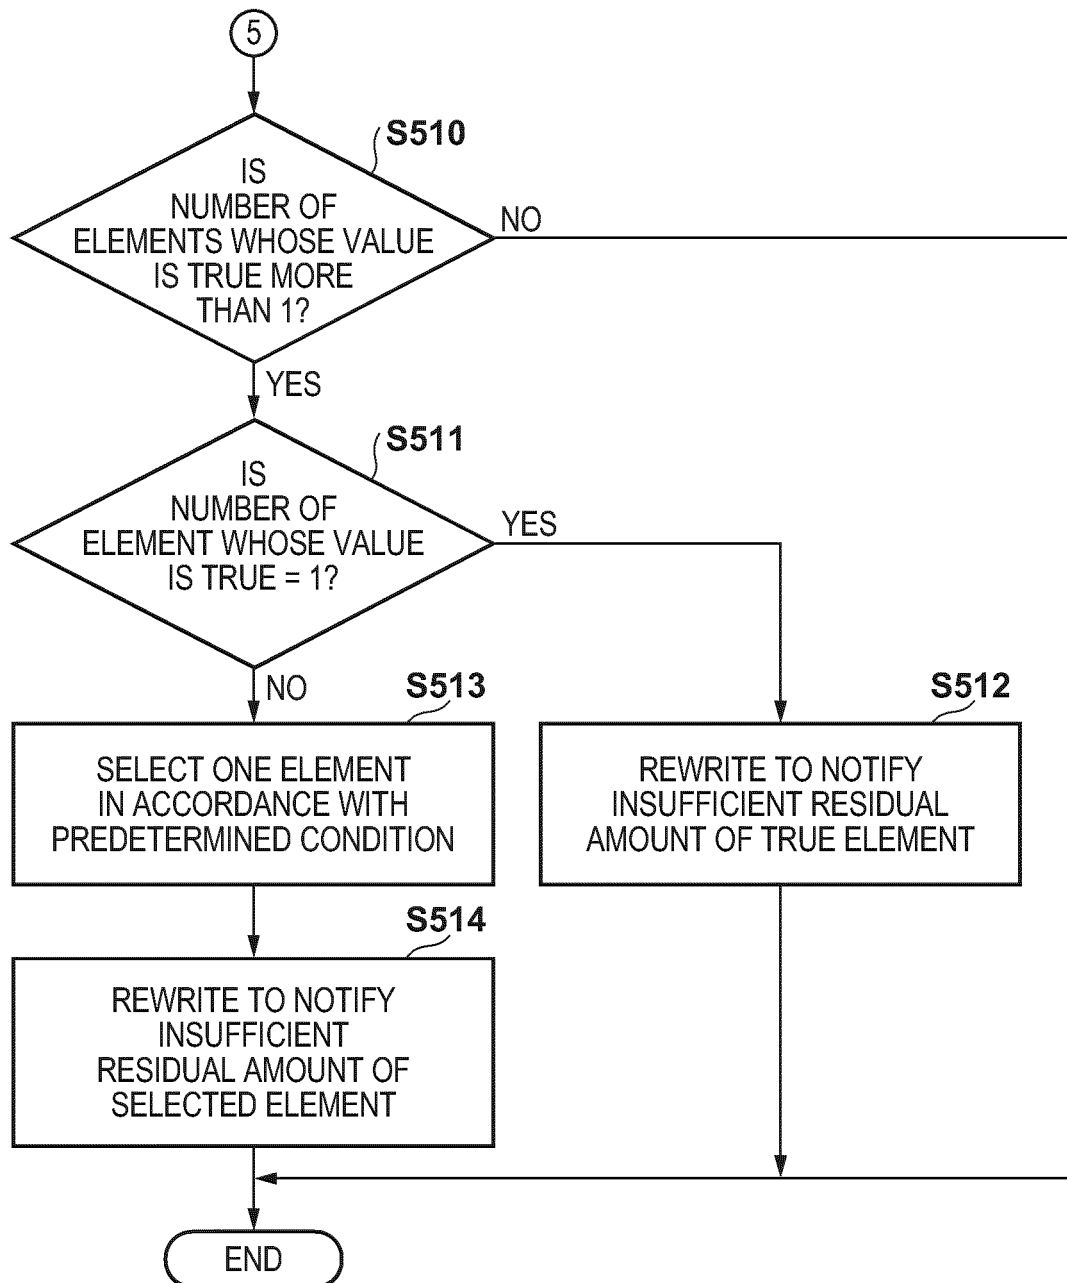 5
S510
IS
NUMBER OF
ELEMENTS WHOSE VALUE
IS TRUE MORE
THAN 1?
NO
YES
S511
IS
NUMBER OF
ELEMENT WHOSE VALUE
IS TRUE = 1?
YES
NO
S513
SELECT ONE ELEMENT
IN ACCORDANCE WITH
PREDETERMINED CONDITION
S512
REWRITE TO NOTIFY
INSUFFICIENT RESIDUAL
AMOUNT OF TRUE ELEMENT
S514
REWRITE TO NOTIFY
INSUFFICIENT
RESIDUAL AMOUNT OF
SELECTED ELEMENT
END